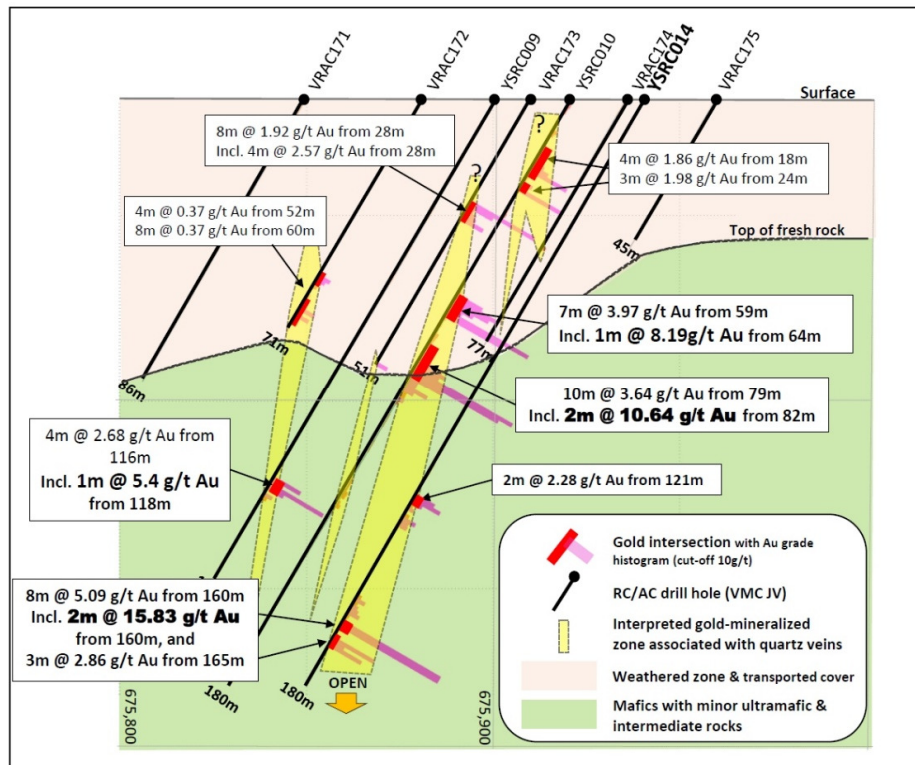 VRAC171
VRAC172
YSRC009
VRAC173
YSRC010
VRAC174
YSRC014
VRAC175
Surface
8m @ 1.92 g/t Au from 28m
Incl. 4m @ 2.57 g/t Au from 28m
?
?
4m @ 1.86 g/t Au from 18m
3m @ 1.98 g/t Au from 24m
4m @ 0.37 g/t Au from 52m
8m @ 0.37 g/t Au from 60m
45m
Top of fresh rock
7m @ 3.97 g/t Au from 59m
Incl. 1m @ 8.19g/t Au from 64m
71m
77m
51m
86m
10m @ 3.64 g/t Au from 79m
Incl. 2m @ 10.64 g/t Au from 82m
4m @ 2.68 g/t Au from
116m
Incl. 1m @ 5.4 g/t Au
from 118m
2m @ 2.28 g/t Au from 121m
Gold intersection with Au grade
histogram (cut-off 10g/t)
RC/AC drill hole (VMC JV)
Interpreted gold-mineralized
zone associated with quartz veins
Weathered zone & transported cover
Mafics with minor ultramafic &
intermediate rocks
8m @ 5.09 g/t Au from 160m
Incl. 2m @ 15.83 g/t Au
from 160m, and
3m @ 2.86 g/t Au from 165m
180m
180m
OPEN
675,800
675,900